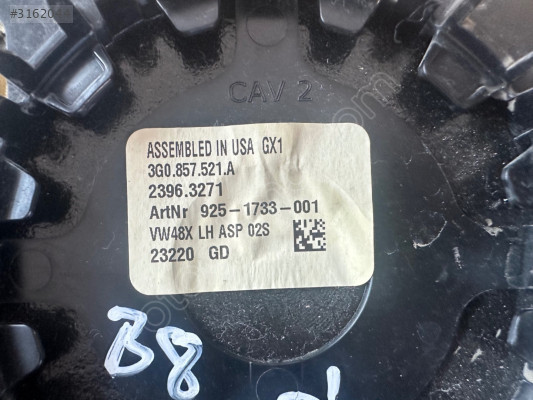 CAV 2
ASSEMBLED IN USA GX1
3G0.857.521.A
2396.3271
ArtNr 925-1733-001
VW48X LH ASP 02S
23220 GD
B8